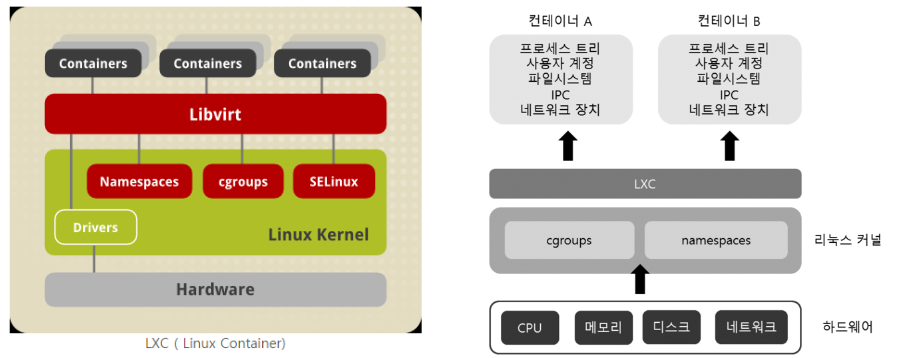 Containers
Containers
Containers
Libvirt
Namespaces
cgroups
SELinux
Drivers
Linux Kernel
Hardware
LXC ( Linux Container)
컨테이너 A
컨테이너 B
프로세스 트리
사용자 계정
파일시스템
IPC
네트워크 장치
프로세스 트리
사용자 계정
파일시스템
IPC
네트워크 장치
LXC
cgroups
namespaces
리눅스 커널
CPU
메모리
디스크
네트워크
하드웨어